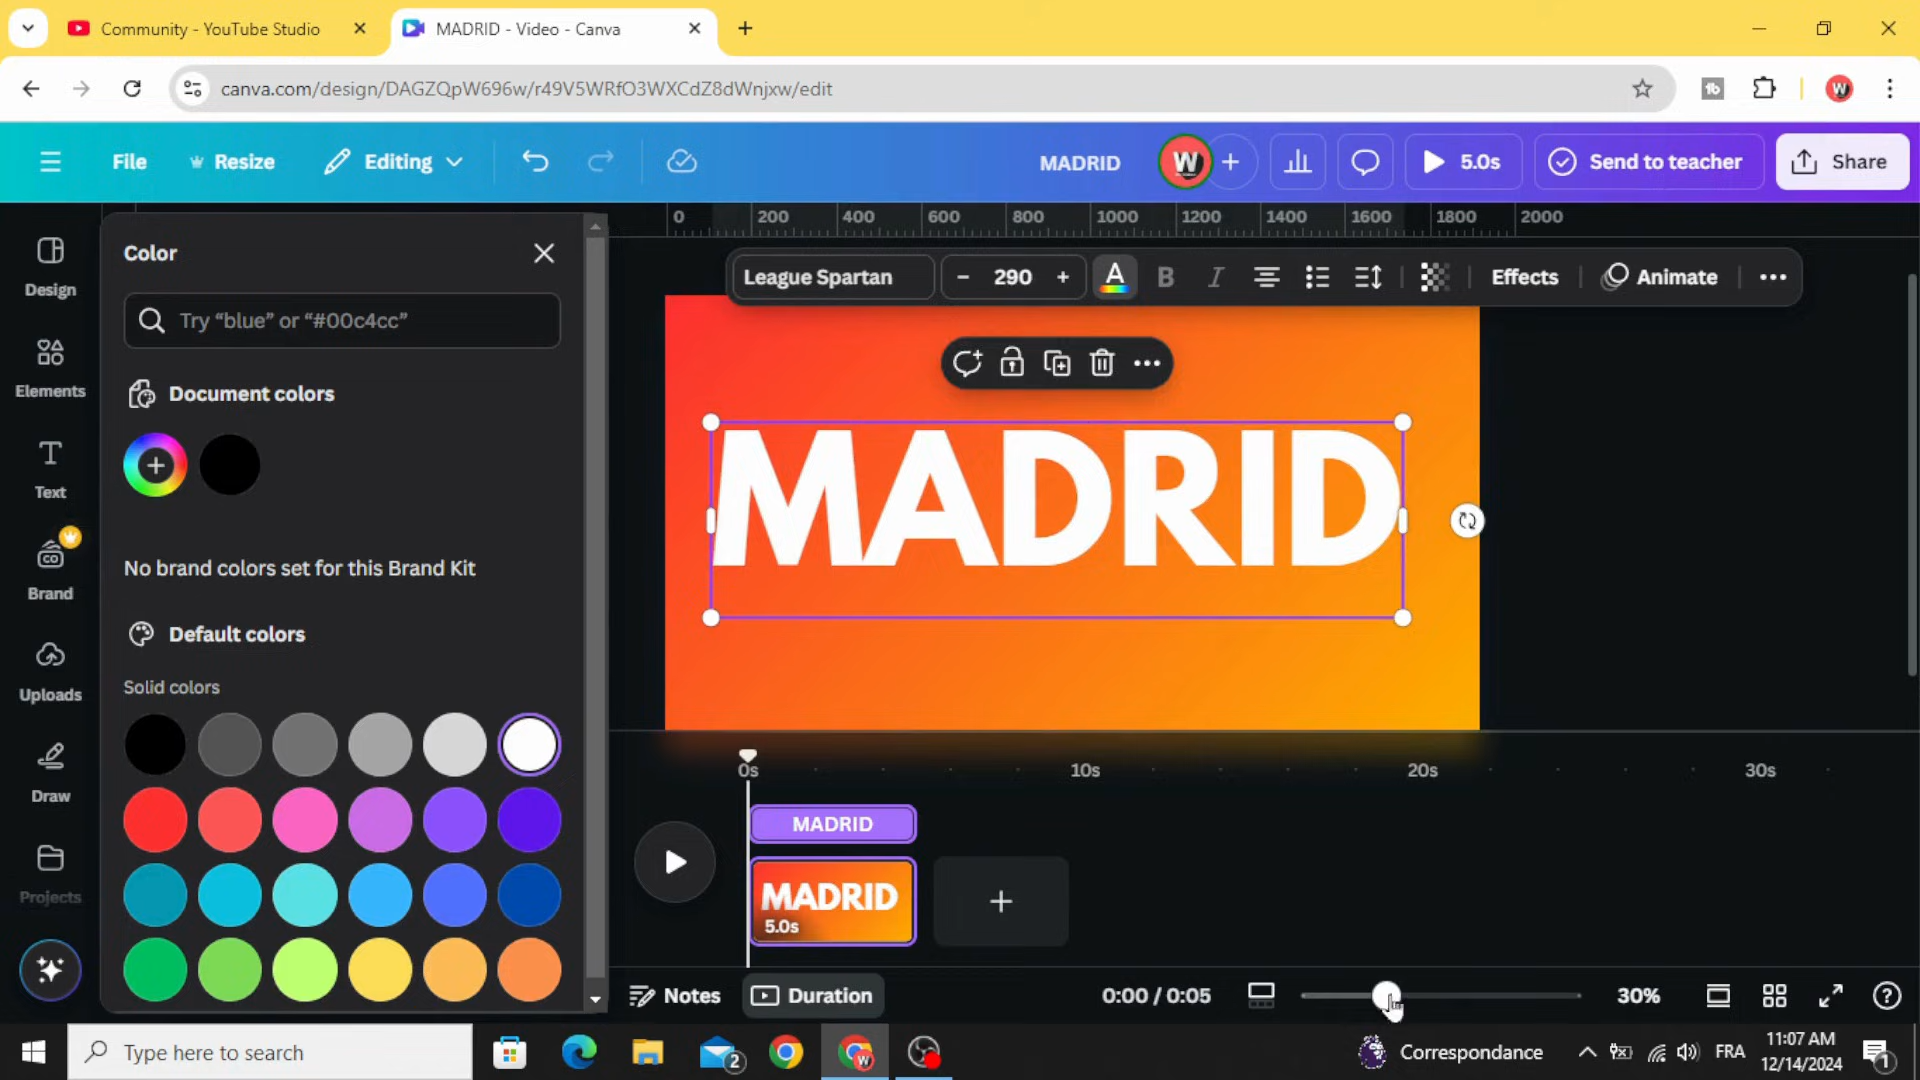 Community - YouTube Studio
MADRID - Video - Canva
canva.com/design/DAGZQpW696w/r49V5WRfO3WXCdZ8dWnjxw/edit
File
Resize
Editing
MADRID
W
5.0s
Send to teacher
Share
0 200 400 600 800 1000 1200 1400 1600 1800 2000
Design
Elements
Text
Brand
Uploads
Draw
Projects
Color
Try “blue” or “#00c4cc”
Document colors
No brand colors set for this Brand Kit
Default colors
Solid colors
League Spartan
290
A
B
I
Effects
Animate
MADRID
0s
10s
20s
30s
MADRID
MADRID
5.0s
Notes
Duration
0:00 / 0:05
30%
Type here to search
2
Correspondance
FRA
11:07 AM
12/14/2024
1